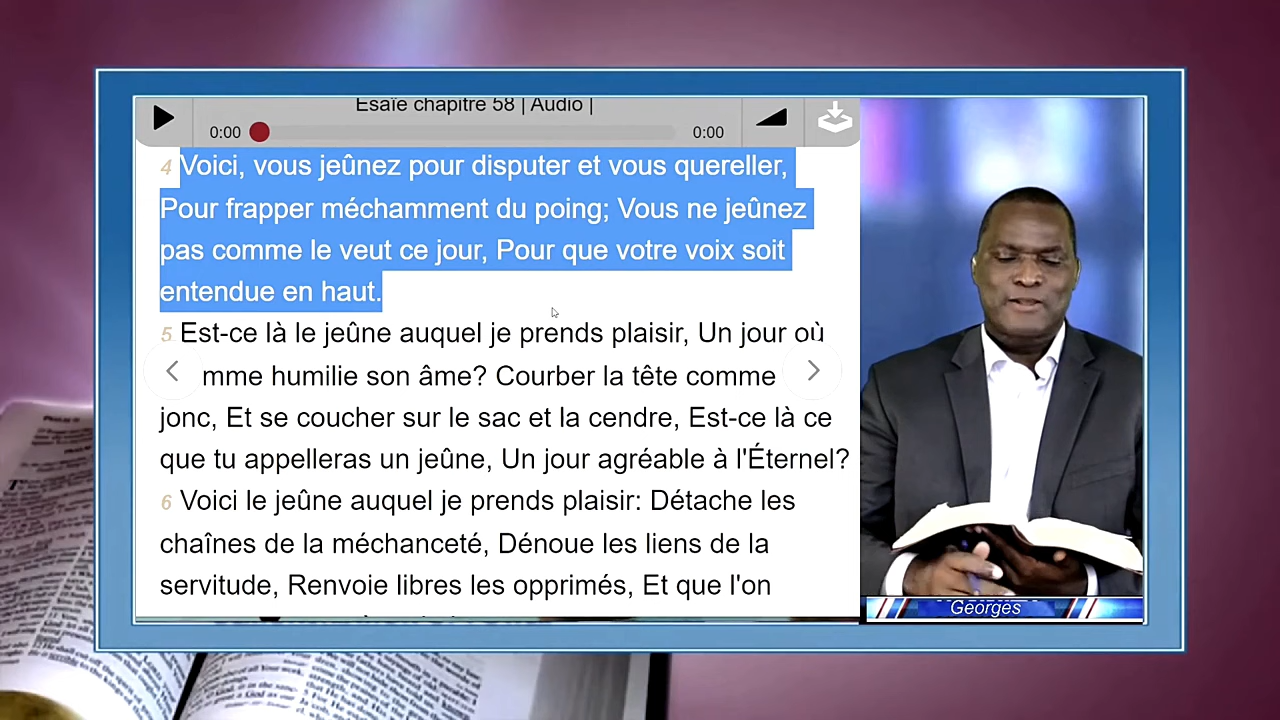 Esaïe chapitre 58 | Audio |
0:00 0:00
4 Voici, vous jeûnez pour disputer et vous quereller,
Pour frapper méchamment du poing; Vous ne jeûnez
pas comme le veut ce jour, Pour que votre voix soit
entendue en haut.
5 Est-ce là le jeûne auquel je prends plaisir, Un jour où
mme humilie son âme? Courber la tête comme
jonc, Et se coucher sur le sac et la cendre, Est-ce là ce
que tu appelleras un jeûne, Un jour agréable à l'Éternel?
6 Voici le jeûne auquel je prends plaisir: Détache les
chaînes de la méchanceté, Dénoue les liens de la
servitude, Renvoie libres les opprimés, Et que l'on
Georges